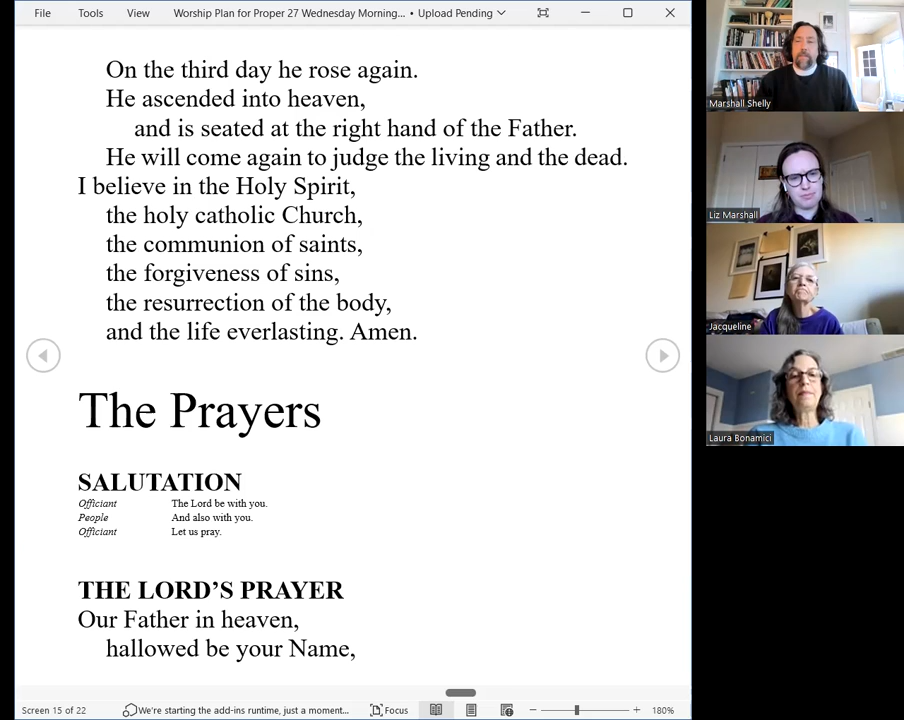 File Tools View Worship Plan for Proper 27 Wednesday Morning... • Upload Pending
On the third day he rose again.
He ascended into heaven,
and is seated at the right hand of the Father.
He will come again to judge the living and the dead.
I believe in the Holy Spirit,
the holy catholic Church,
the communion of saints,
the forgiveness of sins,
the resurrection of the body,
and the life everlasting. Amen.
The Prayers
SALUTATION
Officiant The Lord be with you.
People And also with you.
Officiant Let us pray.
THE LORD’S PRAYER
Our Father in heaven,
hallowed be your Name,
Screen 15 of 22 We're starting the add-ins runtime, just a moment... Focus 180%
Marshall Shelly
Liz Marshall
Jacqueline
Laura Bonamici